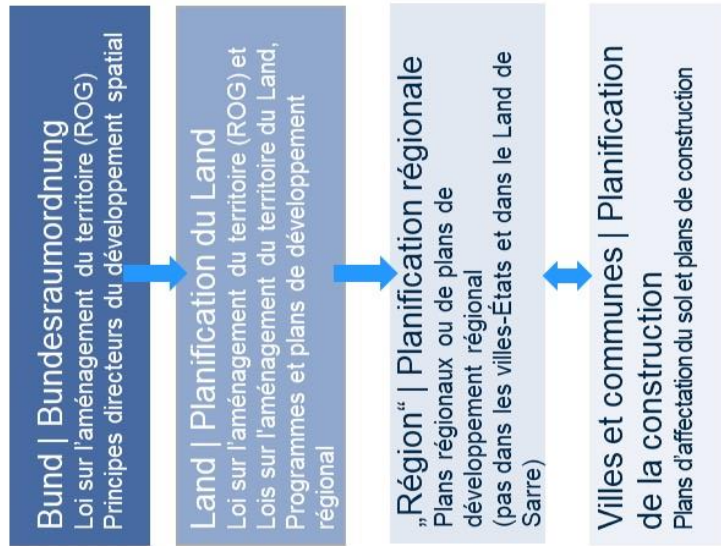 Bund | Bundesraumordnung
Loi sur l'aménagement du territoire (ROG)
Principes directeurs du développement spatial
Land | Planification du Land
Loi sur l'aménagement du territoire (ROG) et
Lois sur l'aménagement du territoire du Land,
Programmes et plans de développement
régional
„Région“ | Planification régionale
Plans régionaux ou de plans de
développement régional
(pas dans les villes-États et dans le Land de
Sarre)
Villes et communes | Planification
de la construction
Plans d'affectation du sol et plans de construction